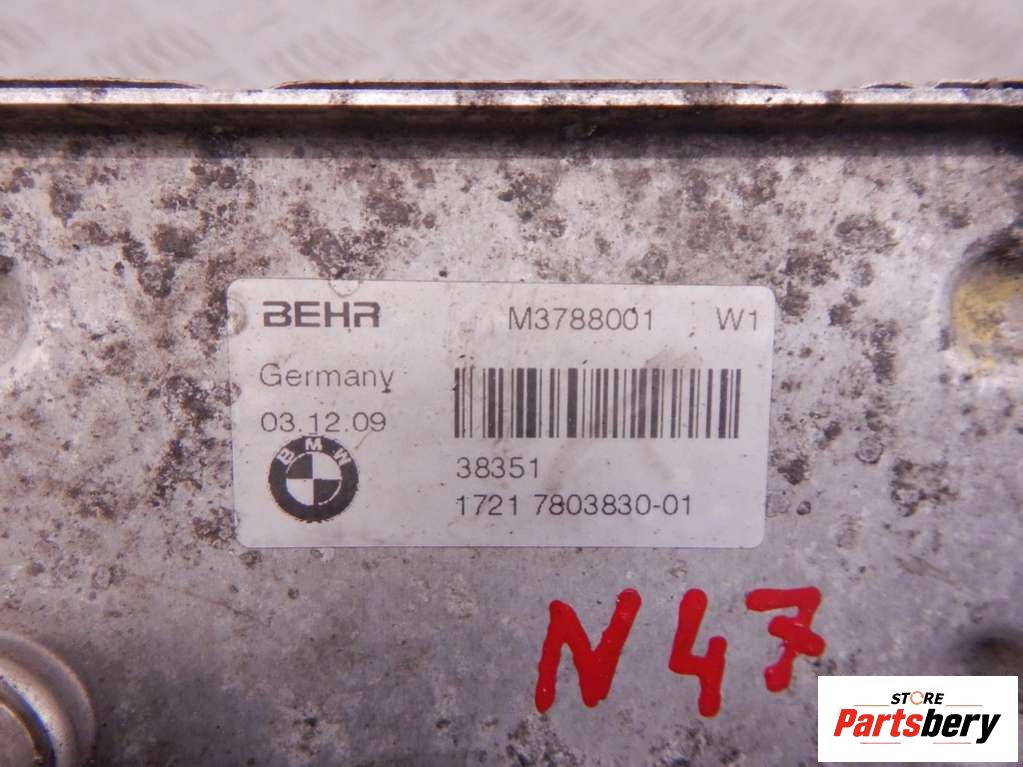 BEHR M3788001 W1
Germany
03.12.09
BMW
38351
1721 7803830-01
N47
STORE
Partsbery